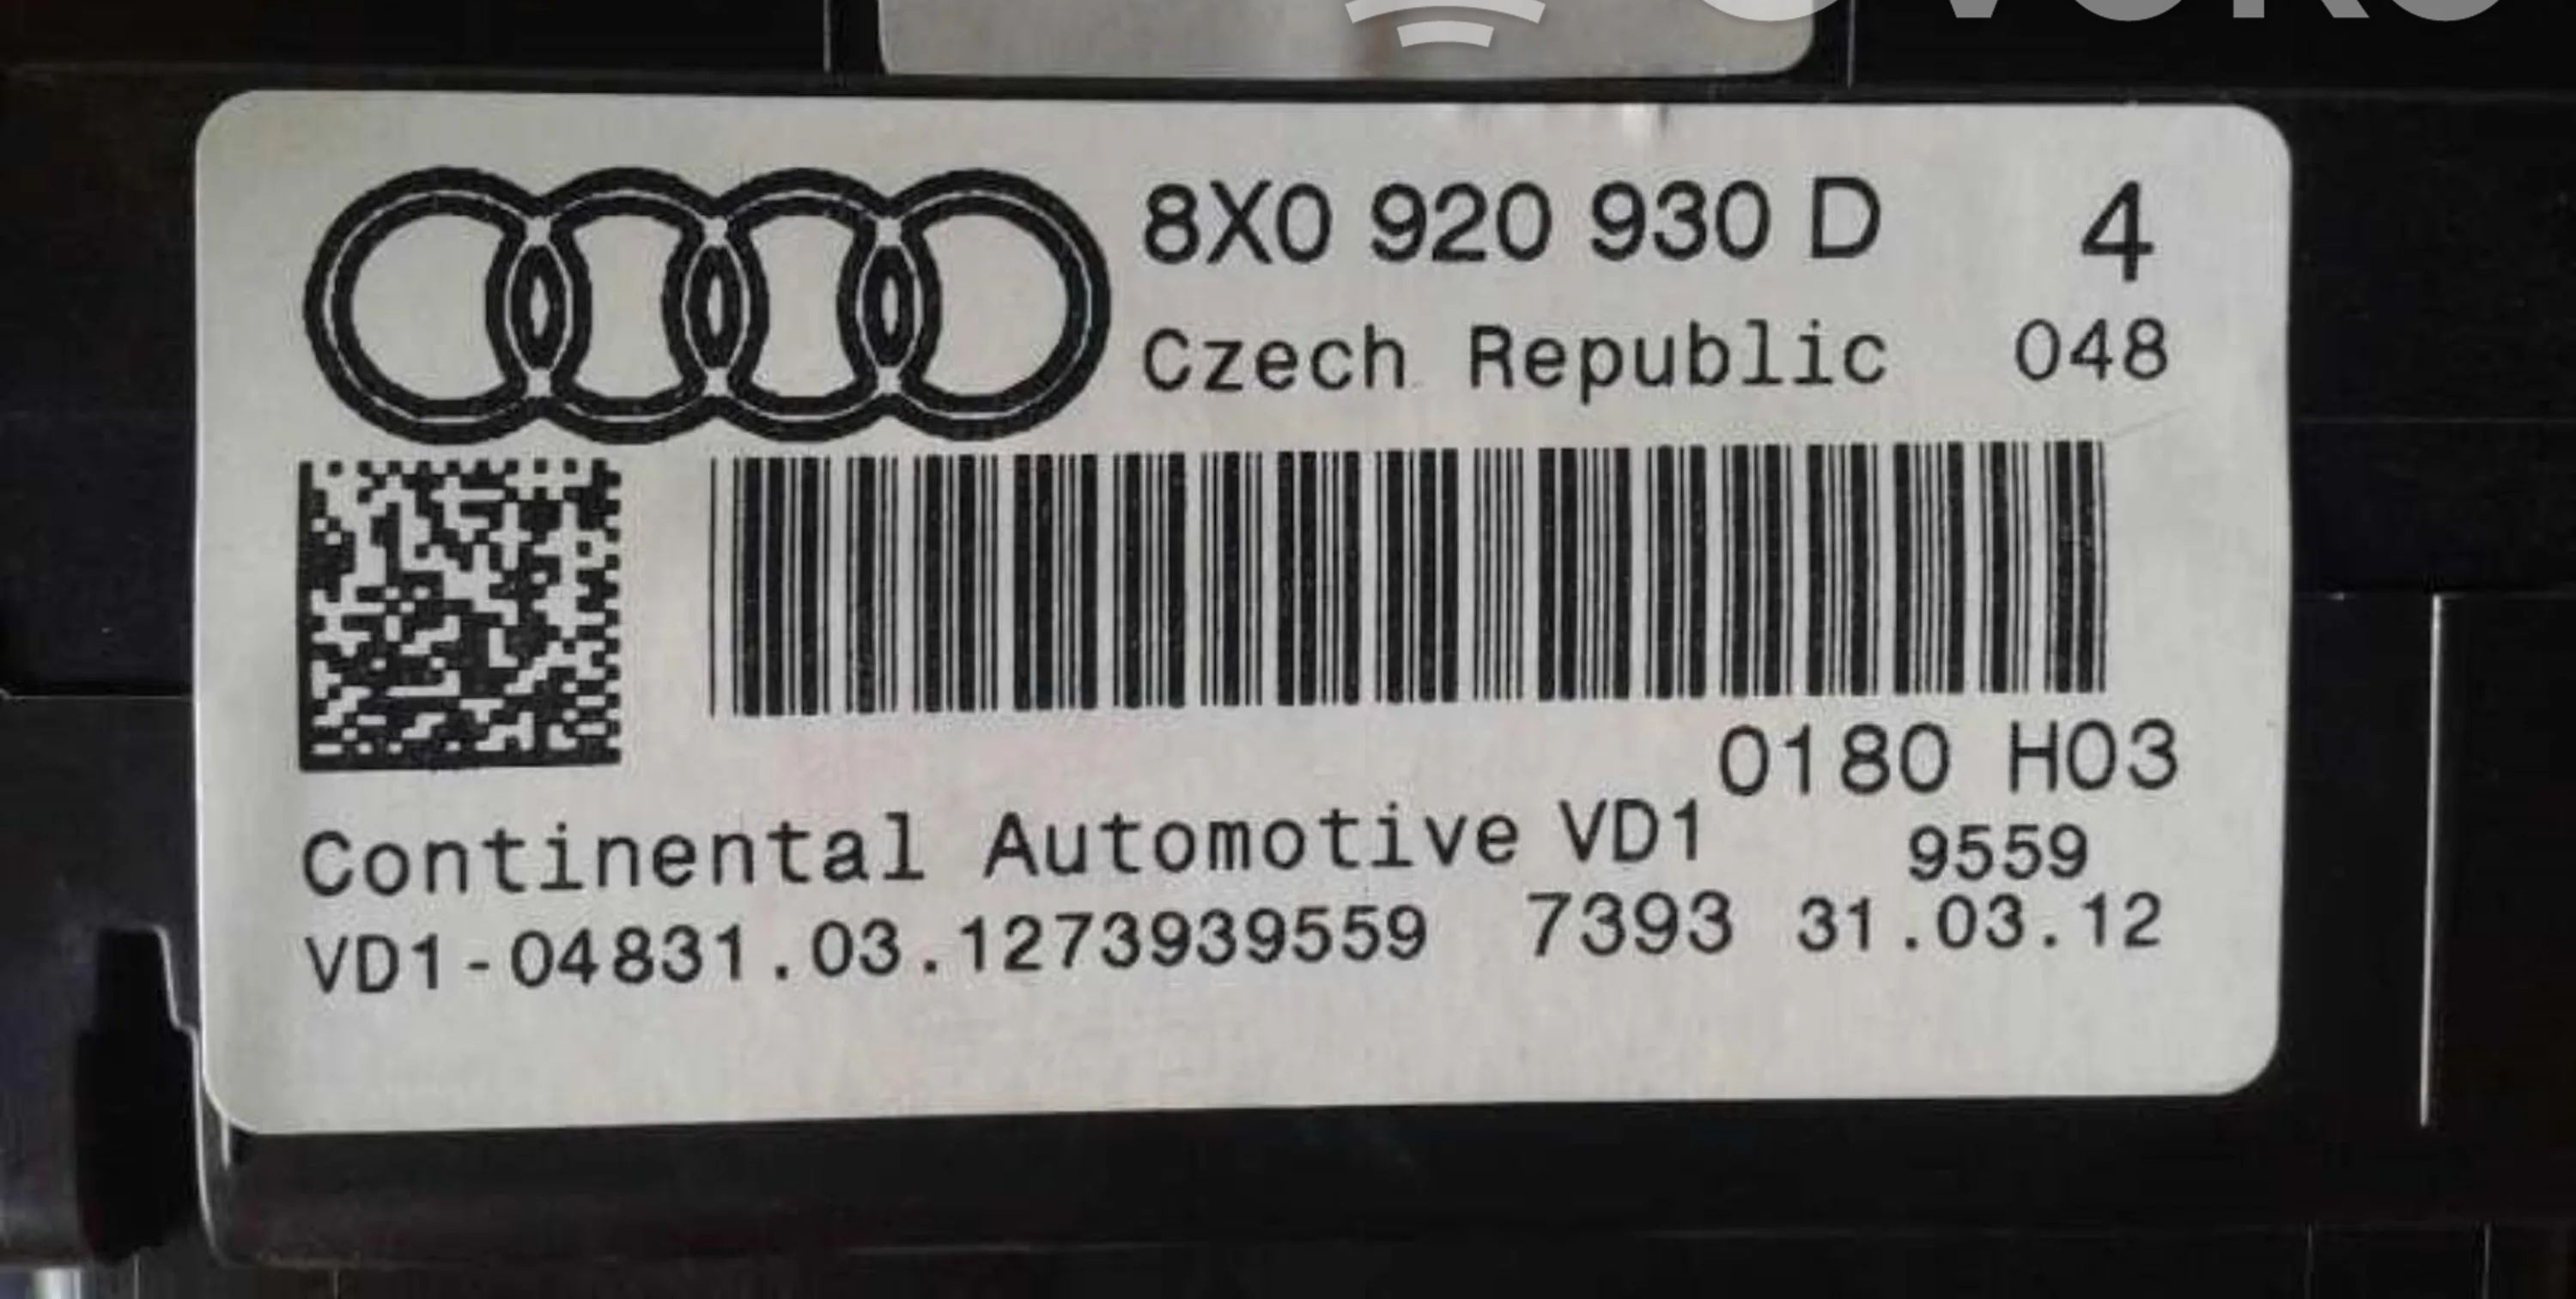 8X0 920 930 D 4
Czech Republic 048
0180 H03
Continental Automotive VD1 9559
VD1-04831.03.1273939559 7393 31.03.12